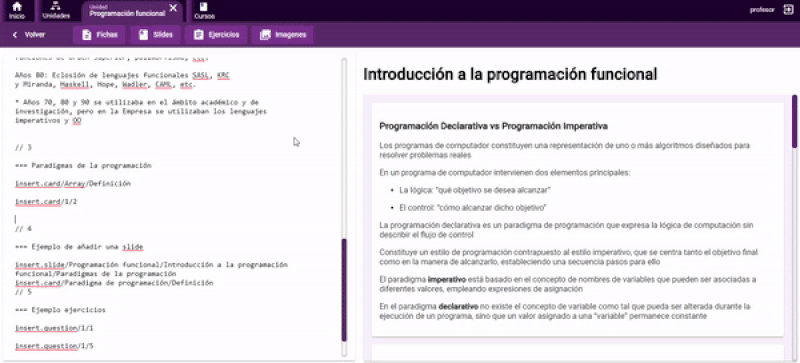 Inicio
Unidades
Unidad
Programación funcional
Cursos
profesor
Volver
Fichas
Slides
Ejercicios
Imagenes
funciones de orden superior, polimorfismo, etc.
Años 80: Eclosión de lenguajes funcionales SASL, KRC
y Miranda, Haskell, Hope, Wadler, CAML, etc.
* Años 70, 80 y 90 se utilizaba en el ámbito académico y de
investigación, pero en la Empresa se utilizaban los lenguajes
imperativos y OO
// 3
=== Paradigmas de la programación
insert.card/Array/Definición
insert.card/1/2
// 4
=== Ejemplo de añadir una slide
insert.slide/Programación funcional/Introducción a la programación
funcional/Paradigmas de la programación
insert.card/Paradigma de programación/Definición
// 5
=== Ejemplo ejercicios
insert.question/1/1
insert.question/1/5
Introducción a la programación funcional
Programación Declarativa vs Programación Imperativa
Los programas de computador constituyen una representación de uno o más algoritmos diseñados para
resolver problemas reales
En un programa de computador intervienen dos elementos principales:
• La lógica: "qué objetivo se desea alcanzar"
• El control: "cómo alcanzar dicho objetivo"
La programación declarativa es un paradigma de programación que expresa la lógica de computación sin
describir el flujo de control
Constituye un estilo de programación contrapuesto al estilo imperativo, que se centra tanto el objetivo final
como en la manera de alcanzarlo, estableciendo una secuencia pasos para ello
El paradigma imperativo está basado en el concepto de nombres de variables que pueden ser asociadas a
diferentes valores, empleando expresiones de asignación
En el paradigma declarativo no existe el concepto de variable como tal que pueda ser alterada durante la
ejecución de un programa, sino que un valor asignado a una "variable" permanece constante